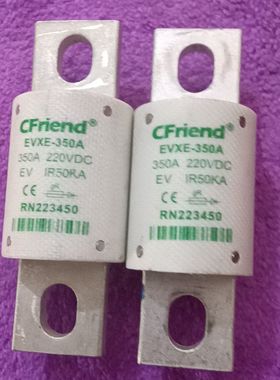 CFriend®
EVXE-350A
350A 220VDC
EV IR50KA
CE
RN223450
CFriend®
EVXE-350A
350A 220VDC
EV IR50KA
CE
RN223450